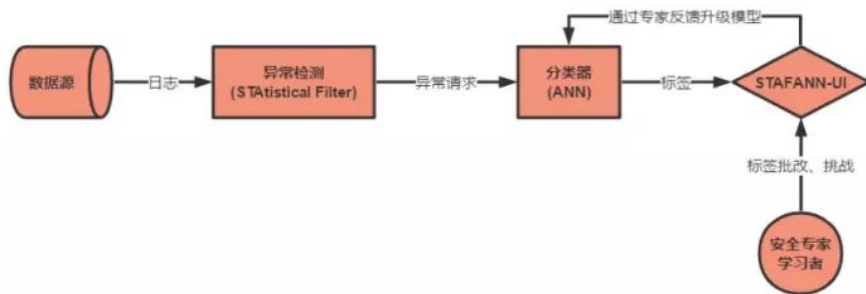 通过专家反馈升级模型
数据源
日志
异常检测
(STAtistical Filter)
异常请求
分类器
(ANN)
标签
STAFANN-UI
标签批改、挑战
安全专家
学习者